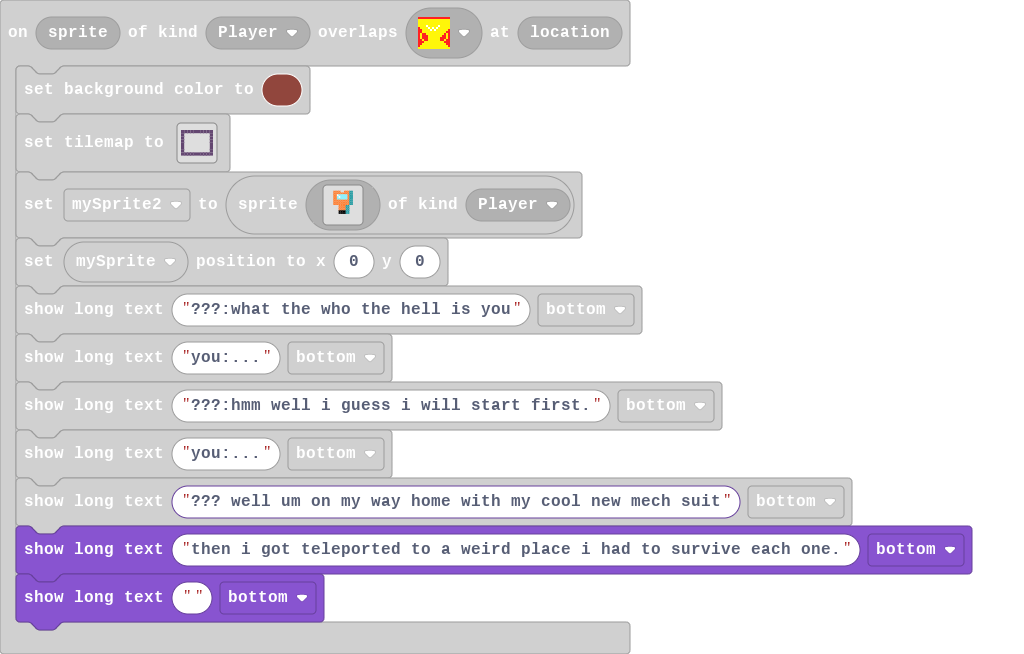 on sprite of kind Player overlaps at location
set background color to
set tilemap to
set mySprite2 to sprite of kind Player
set mySprite position to x 0 y 0
show long text "???:what the who the hell is you" bottom
show long text "you:..." bottom
show long text "???:hmm well i guess i will start first." bottom
show long text "you:..." bottom
show long text "??? well um on my way home with my cool new mech suit" bottom
show long text "then i got teleported to a weird place i had to survive each one." bottom
show long text "" bottom